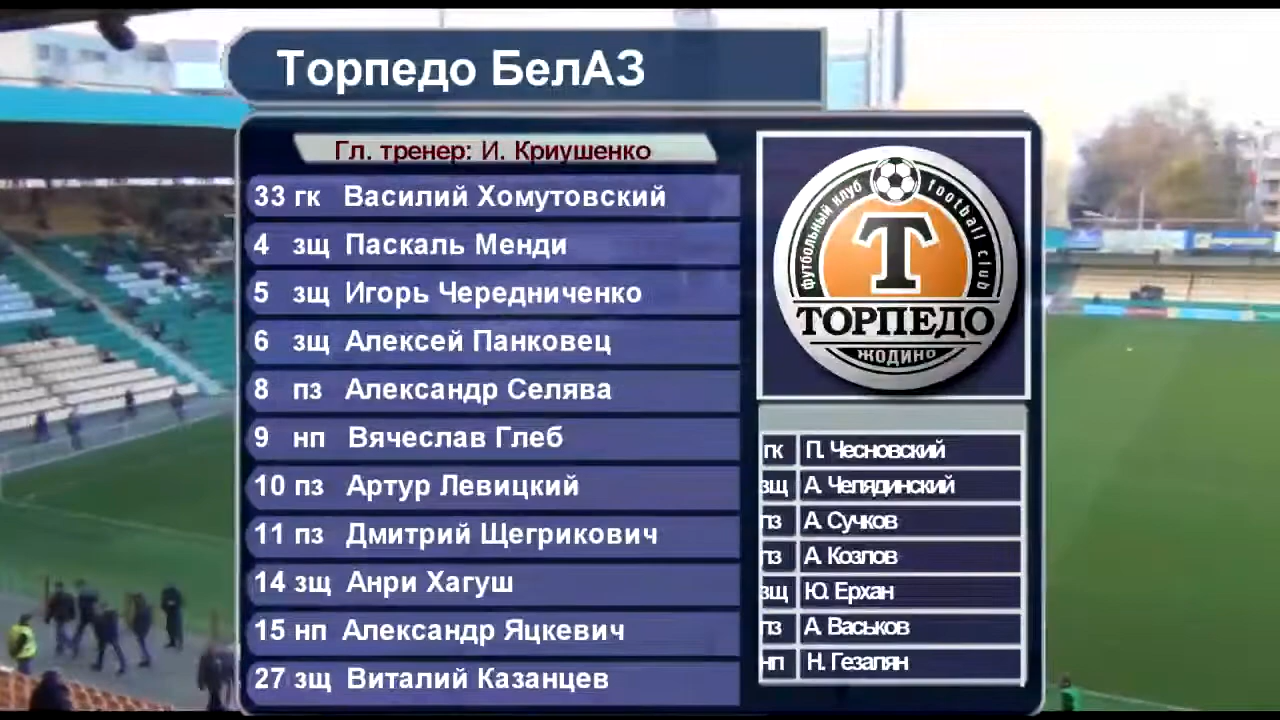 Торпедо БелАЗ
Гл. тренер: И. Криушенко
33 гк Василий Хомутовский
4 зщ Паскаль Менди
5 зщ Игорь Чередниченко
6 зщ Алексей Панковец
8 пз Александр Селява
9 нп Вячеслав Глеб
10 пз Артур Левицкий
11 пз Дмитрий Щегрикович
14 зщ Анри Хагуш
15 нп Александр Яцкевич
27 зщ Виталий Казанцев
футбольный клуб football club
Т
ТОРПЕДО
ЖОДИНО
гк П. Чесновский
зщ А. Челядинский
пз А. Сучков
пз А. Козлов
зщ Ю. Ерхан
пз А. Васьков
нп Н. Гезалян